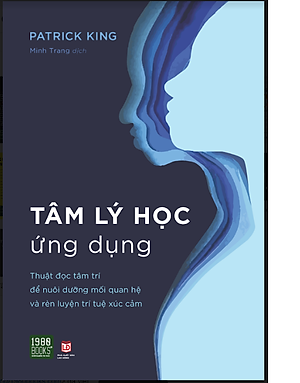 PATRICK KING
Minh Trang dịch
TÂM LÝ HỌC
ứng dụng
Thuật đọc tâm trí
để nuôi dưỡng mối quan hệ
và rèn luyện trí tuệ xúc cảm
1980
BOOKS